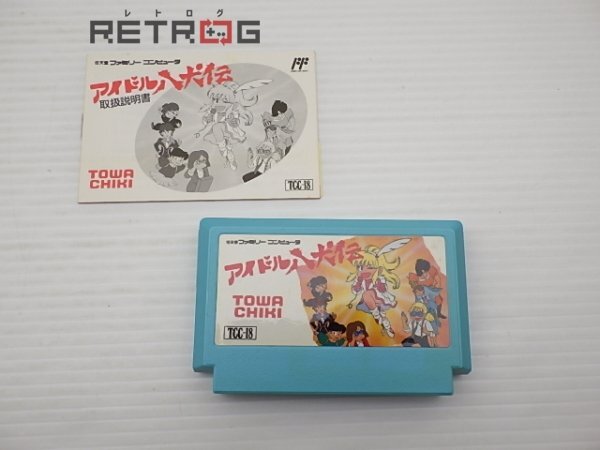 レトログ
RETROG
任天堂 ファミリー コンピュータ
アイドル八犬伝
取扱説明書
TOWA
CHIKI
TCC-I8
任天堂 ファミリー コンピュータ
アイドル八犬伝
TOWA
CHIKI
TCC-I8